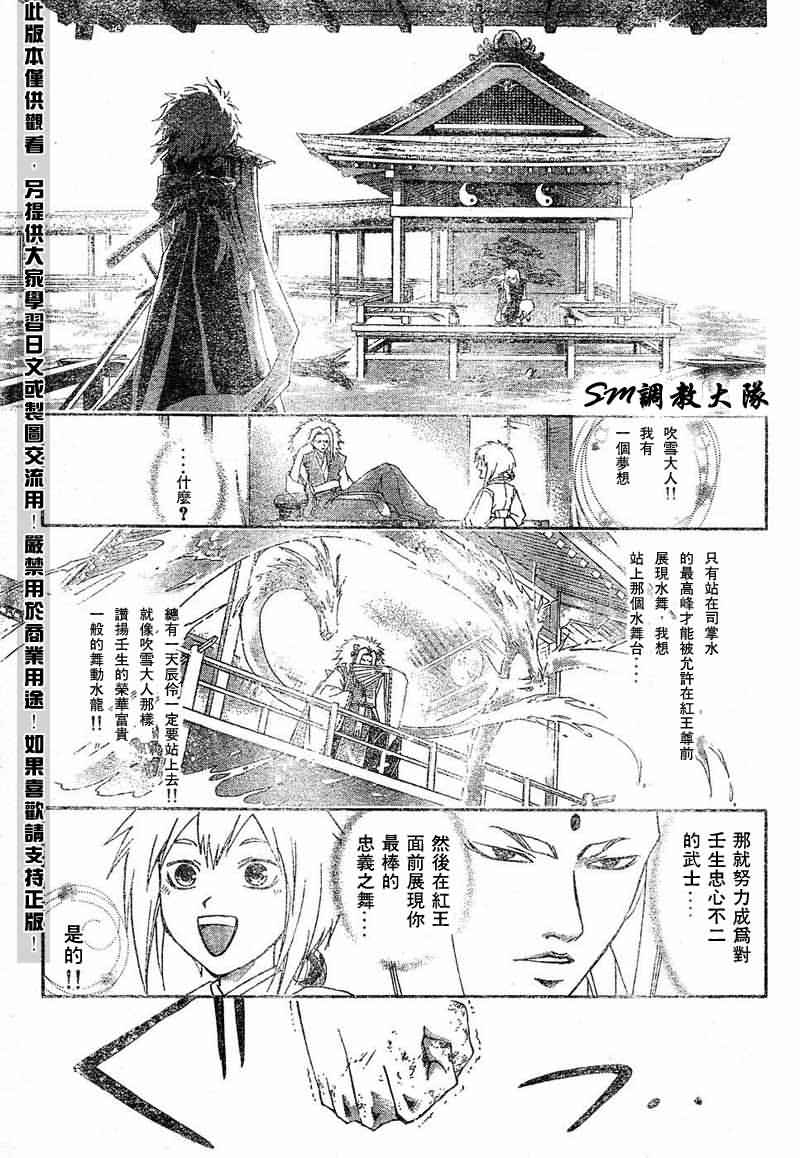 此版本僅供觀看，另提供大家學習日文或製圖交流用！嚴禁用於商業用途！如果喜歡請支持正版！
SM調教大隊
吹雪大人!!
我有
一個夢想
‥‥什麼？
只有站在司掌水
的最高峰才能被
允許在紅王尊前
展現水舞，我想
站上那個水舞台‥‥
總有一天辰伶一定要站上去!!
就像吹雪大人那樣
讚揚壬生的榮華富貴
一般的舞動水龍!!
那就努力成爲對
壬生忠心不二
的武士‥‥
然後在紅王
面前展現你
最棒的
忠義之舞‥‥
是的!!
くっ‥